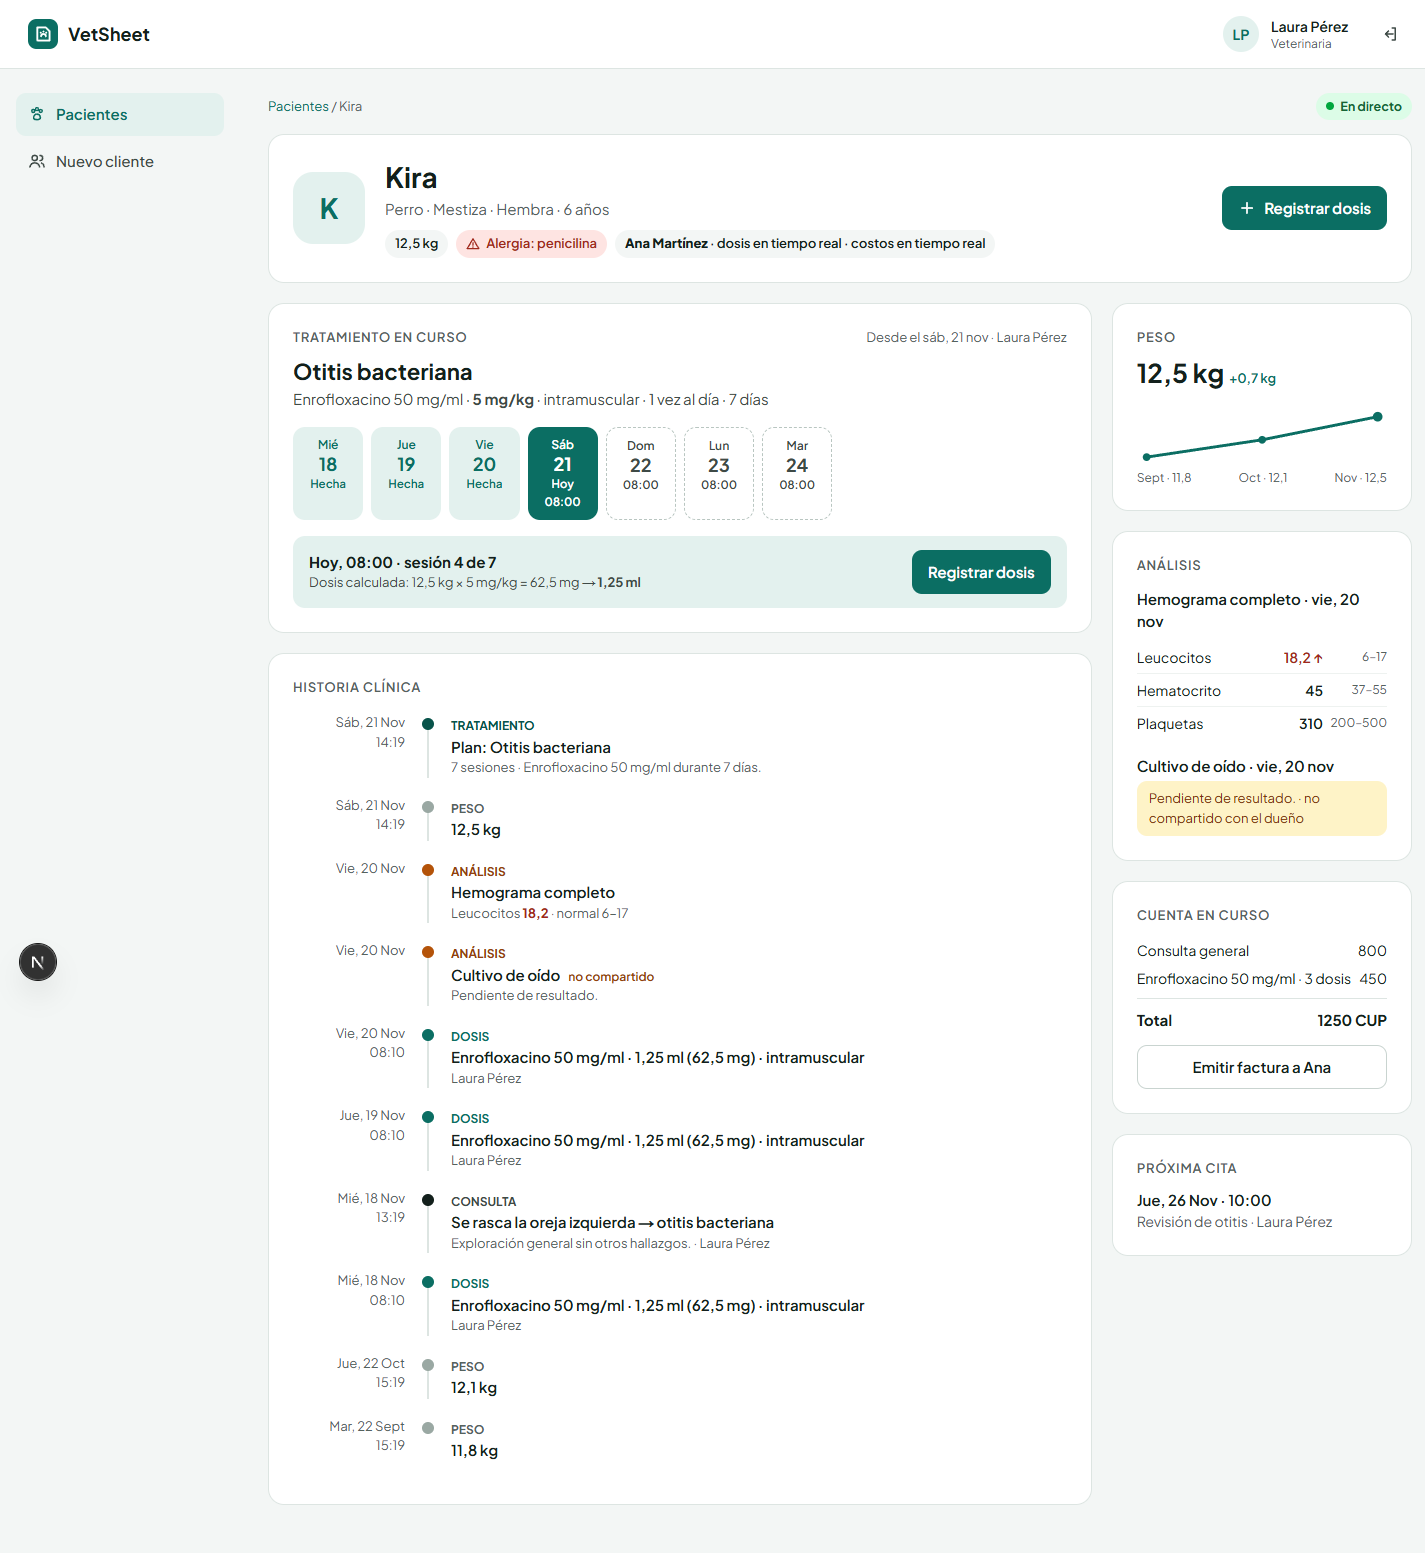 VetSheet
LP
Laura Pérez
Veterinaria
Pacientes
Nuevo cliente
Pacientes / Kira
En directo
K
Kira
Perro · Mestiza · Hembra · 6 años
12,5 kg
Alergia: penicilina
Ana Martínez · dosis en tiempo real · costos en tiempo real
Registrar dosis
TRATAMIENTO EN CURSO
Desde el sáb, 21 nov · Laura Pérez
Otitis bacteriana
Enrofloxacino 50 mg/ml · 5 mg/kg · intramuscular · 1 vez al día · 7 días
Mié
18
Hecha
Jue
19
Hecha
Vie
20
Hecha
Sáb
21
Hoy
08:00
Dom
22
08:00
Lun
23
08:00
Mar
24
08:00
Hoy, 08:00 · sesión 4 de 7
Dosis calculada: 12,5 kg × 5 mg/kg = 62,5 mg → 1,25 ml
Registrar dosis
HISTORIA CLÍNICA
Sáb, 21 Nov
14:19
TRATAMIENTO
Plan: Otitis bacteriana
7 sesiones · Enrofloxacino 50 mg/ml durante 7 días.
Sáb, 21 Nov
14:19
PESO
12,5 kg
Vie, 20 Nov
ANÁLISIS
Hemograma completo
Leucocitos 18,2 · normal 6–17
Vie, 20 Nov
ANÁLISIS
Cultivo de oído no compartido
Pendiente de resultado.
Vie, 20 Nov
08:10
DOSIS
Enrofloxacino 50 mg/ml · 1,25 ml (62,5 mg) · intramuscular
Laura Pérez
Jue, 19 Nov
08:10
DOSIS
Enrofloxacino 50 mg/ml · 1,25 ml (62,5 mg) · intramuscular
Laura Pérez
Mié, 18 Nov
13:19
CONSULTA
Se rasca la oreja izquierda → otitis bacteriana
Exploración general sin otros hallazgos. · Laura Pérez
Mié, 18 Nov
08:10
DOSIS
Enrofloxacino 50 mg/ml · 1,25 ml (62,5 mg) · intramuscular
Laura Pérez
Jue, 22 Oct
15:19
PESO
12,1 kg
Mar, 22 Sept
15:19
PESO
11,8 kg
PESO
12,5 kg +0,7 kg
Sept · 11,8
Oct · 12,1
Nov · 12,5
ANÁLISIS
Hemograma completo · vie, 20
nov
Leucocitos 18,2 ↑ 6–17
Hematocrito 45 37–55
Plaquetas 310 200–500
Cultivo de oído · vie, 20 nov
Pendiente de resultado. · no
compartido con el dueño
CUENTA EN CURSO
Consulta general 800
Enrofloxacino 50 mg/ml · 3 dosis 450
Total 1250 CUP
Emitir factura a Ana
PRÓXIMA CITA
Jue, 26 Nov · 10:00
Revisión de otitis · Laura Pérez
N